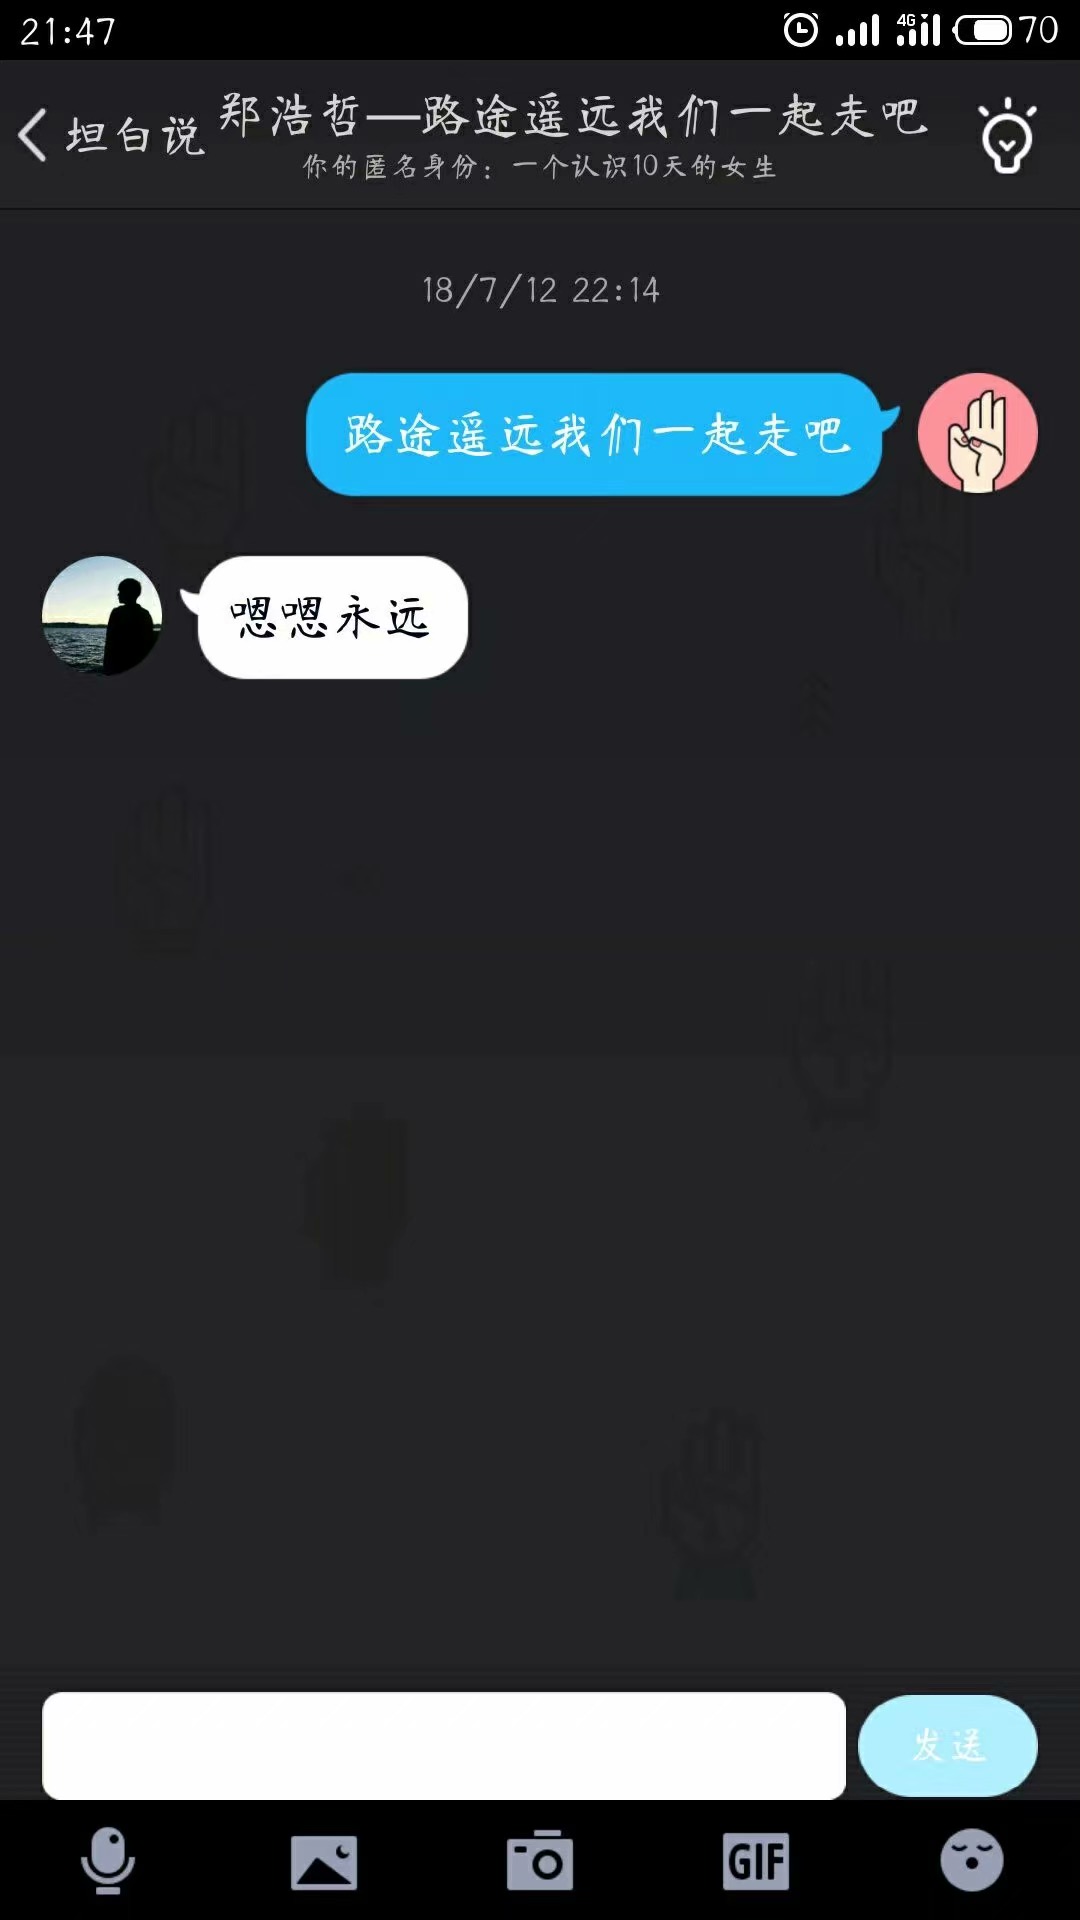 21:47
4G
70
坦白说
郑浩哲—路途遥远我们一起走吧
你的匿名身份：一个认识10天的女生
18/7/12 22:14
路途遥远我们一起走吧
嗯嗯永远
发送
GIF